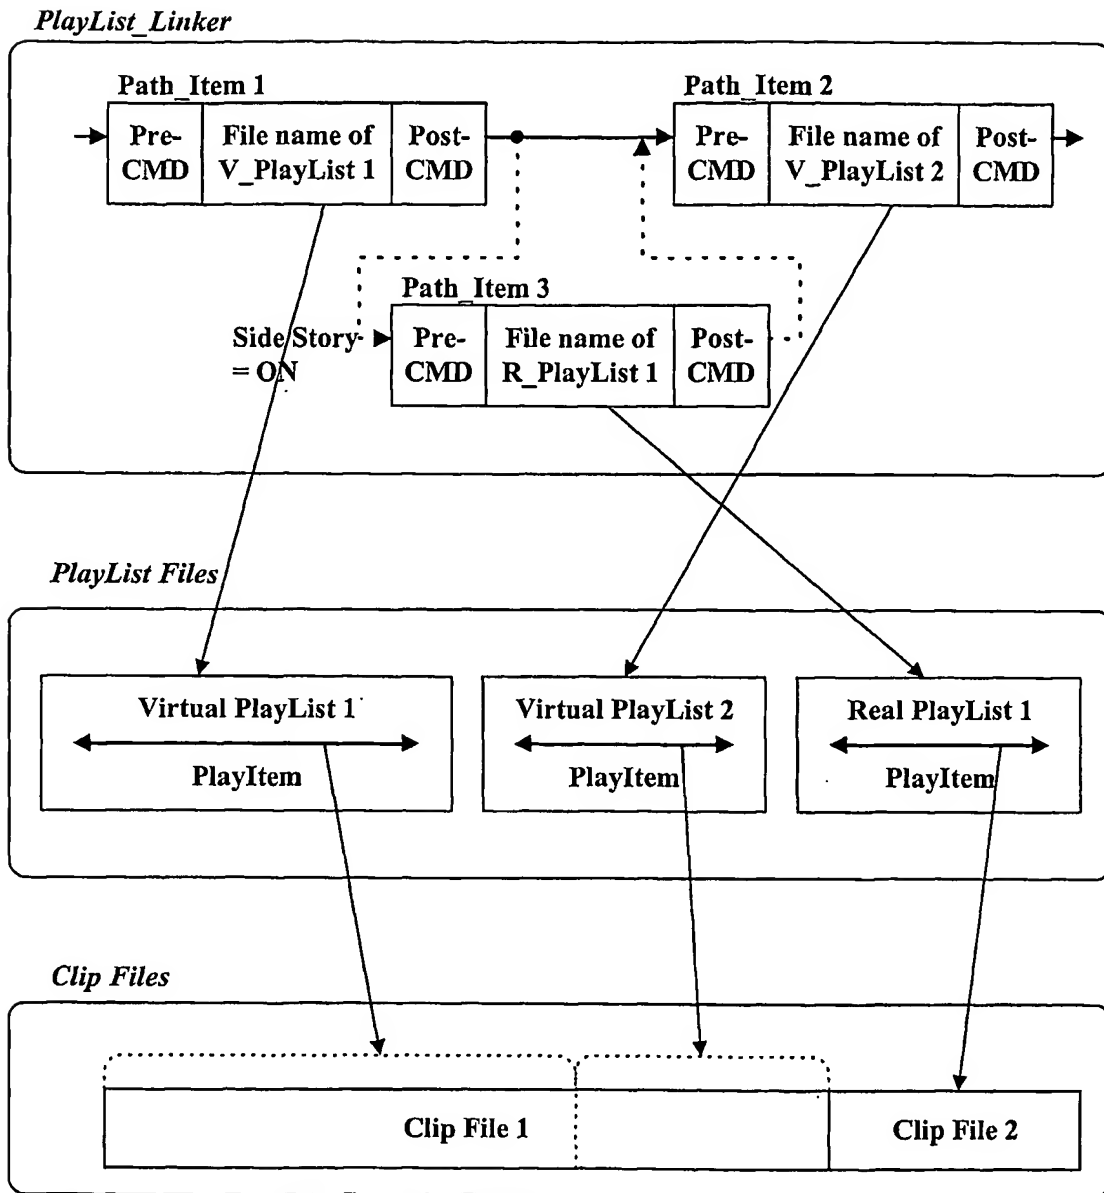 PlayList_Linker
Path_Item 1
Path_Item 2
Pre-
CMD
File name of
V_PlayList 1
Post-
CMD
Pre-
CMD
File name of
V_PlayList 2
Post-
CMD
Path_Item 3
Side Story
= ON
Pre-
CMD
File name of
R_PlayList 1
Post-
CMD
PlayList Files
Virtual PlayList 1
PlayItem
Virtual PlayList 2
PlayItem
Real PlayList 1
PlayItem
Clip Files
Clip File 1
Clip File 2